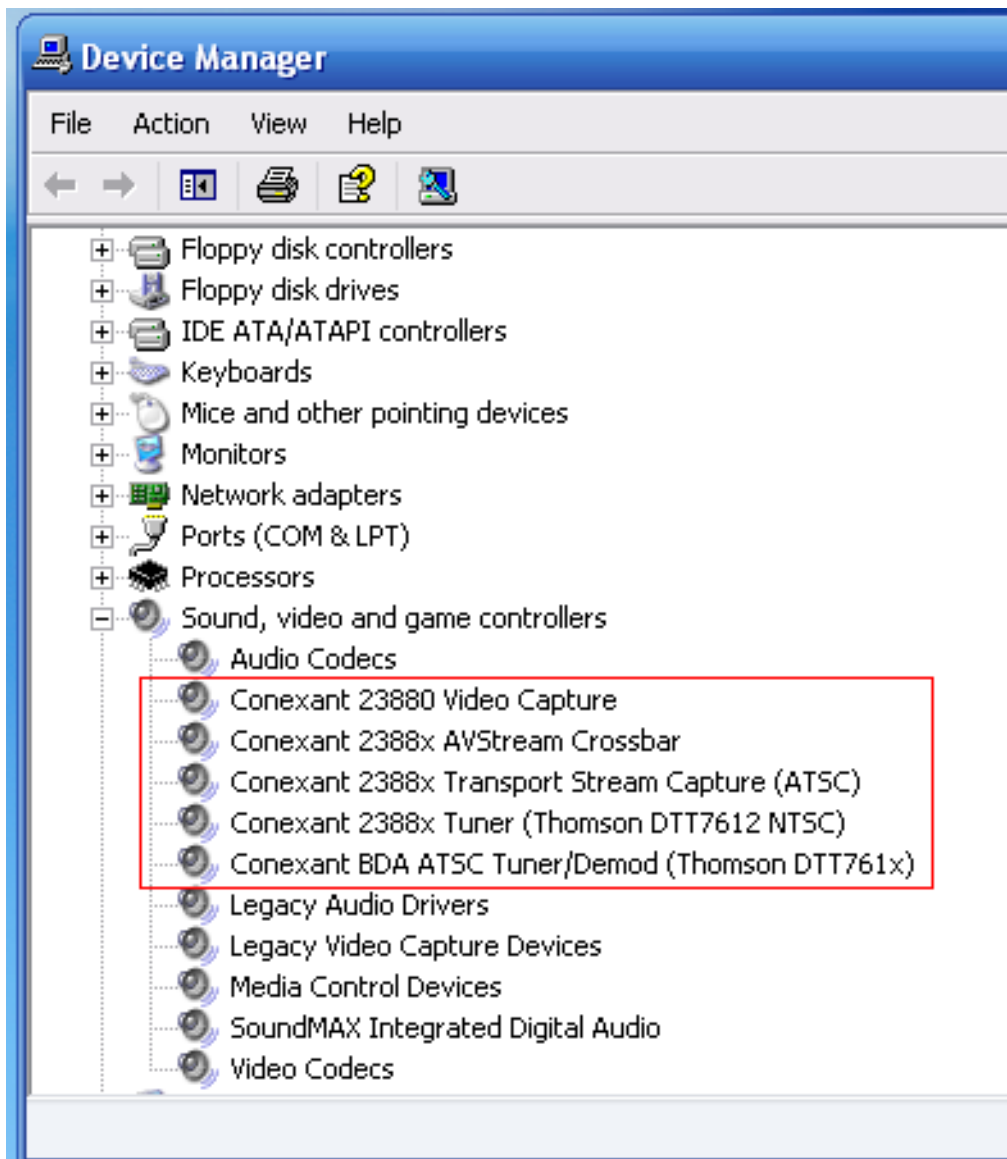 Device Manager
File Action View Help
Floppy disk controllers
Floppy disk drives
IDE ATA/ATAPI controllers
Keyboards
Mice and other pointing devices
Monitors
Network adapters
Ports (COM & LPT)
Processors
Sound, video and game controllers
Audio Codecs
Conexant 23880 Video Capture
Conexant 2388x AVStream Crossbar
Conexant 2388x Transport Stream Capture (ATSC)
Conexant 2388x Tuner (Thomson DTT7612 NTSC)
Conexant BDA ATSC Tuner/Demod (Thomson DTT761x)
Legacy Audio Drivers
Legacy Video Capture Devices
Media Control Devices
SoundMAX Integrated Digital Audio
Video Codecs